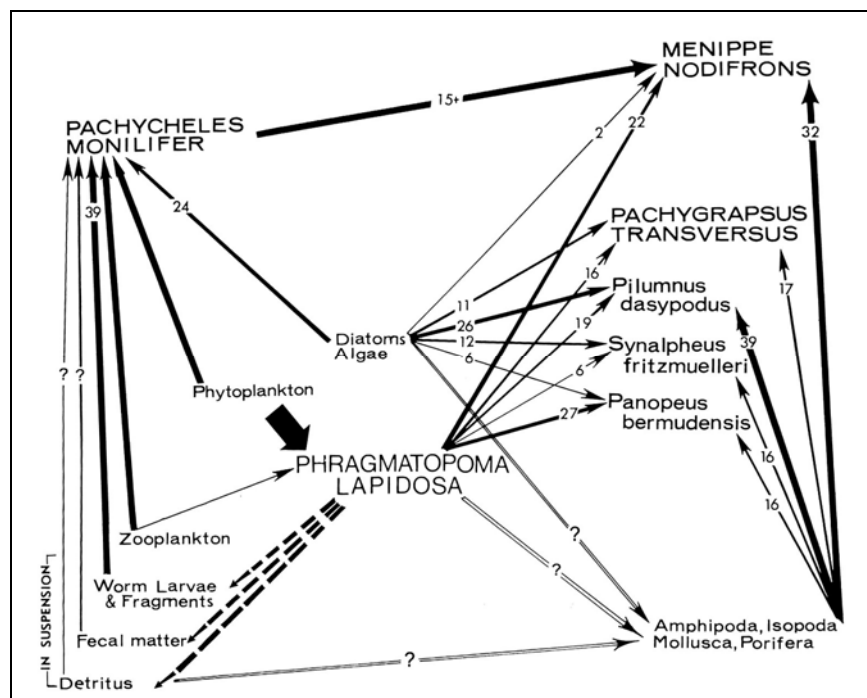 MENIPPE
NODIFRONS
15+
22
2
32
PACHYCHELES
MONILIFER
39
24
PACHYGRAPSUS
TRANSVERSUS
16
17
11
Pilumnus
dasypodus
26
19
39
Diatoms
Algae
12
Synalpheus
fritzmuelleri
6
6
?
?
Phytoplankton
Panopeus
bermudensis
27
16
16
PHRAGMATOPOMA
LAPIDOSA
?
?
Zooplankton
IN SUSPENSION
Worm Larvae
& Fragments
Fecal matter
Detritus
?
Amphipoda, Isopoda
Mollusca, Porifera